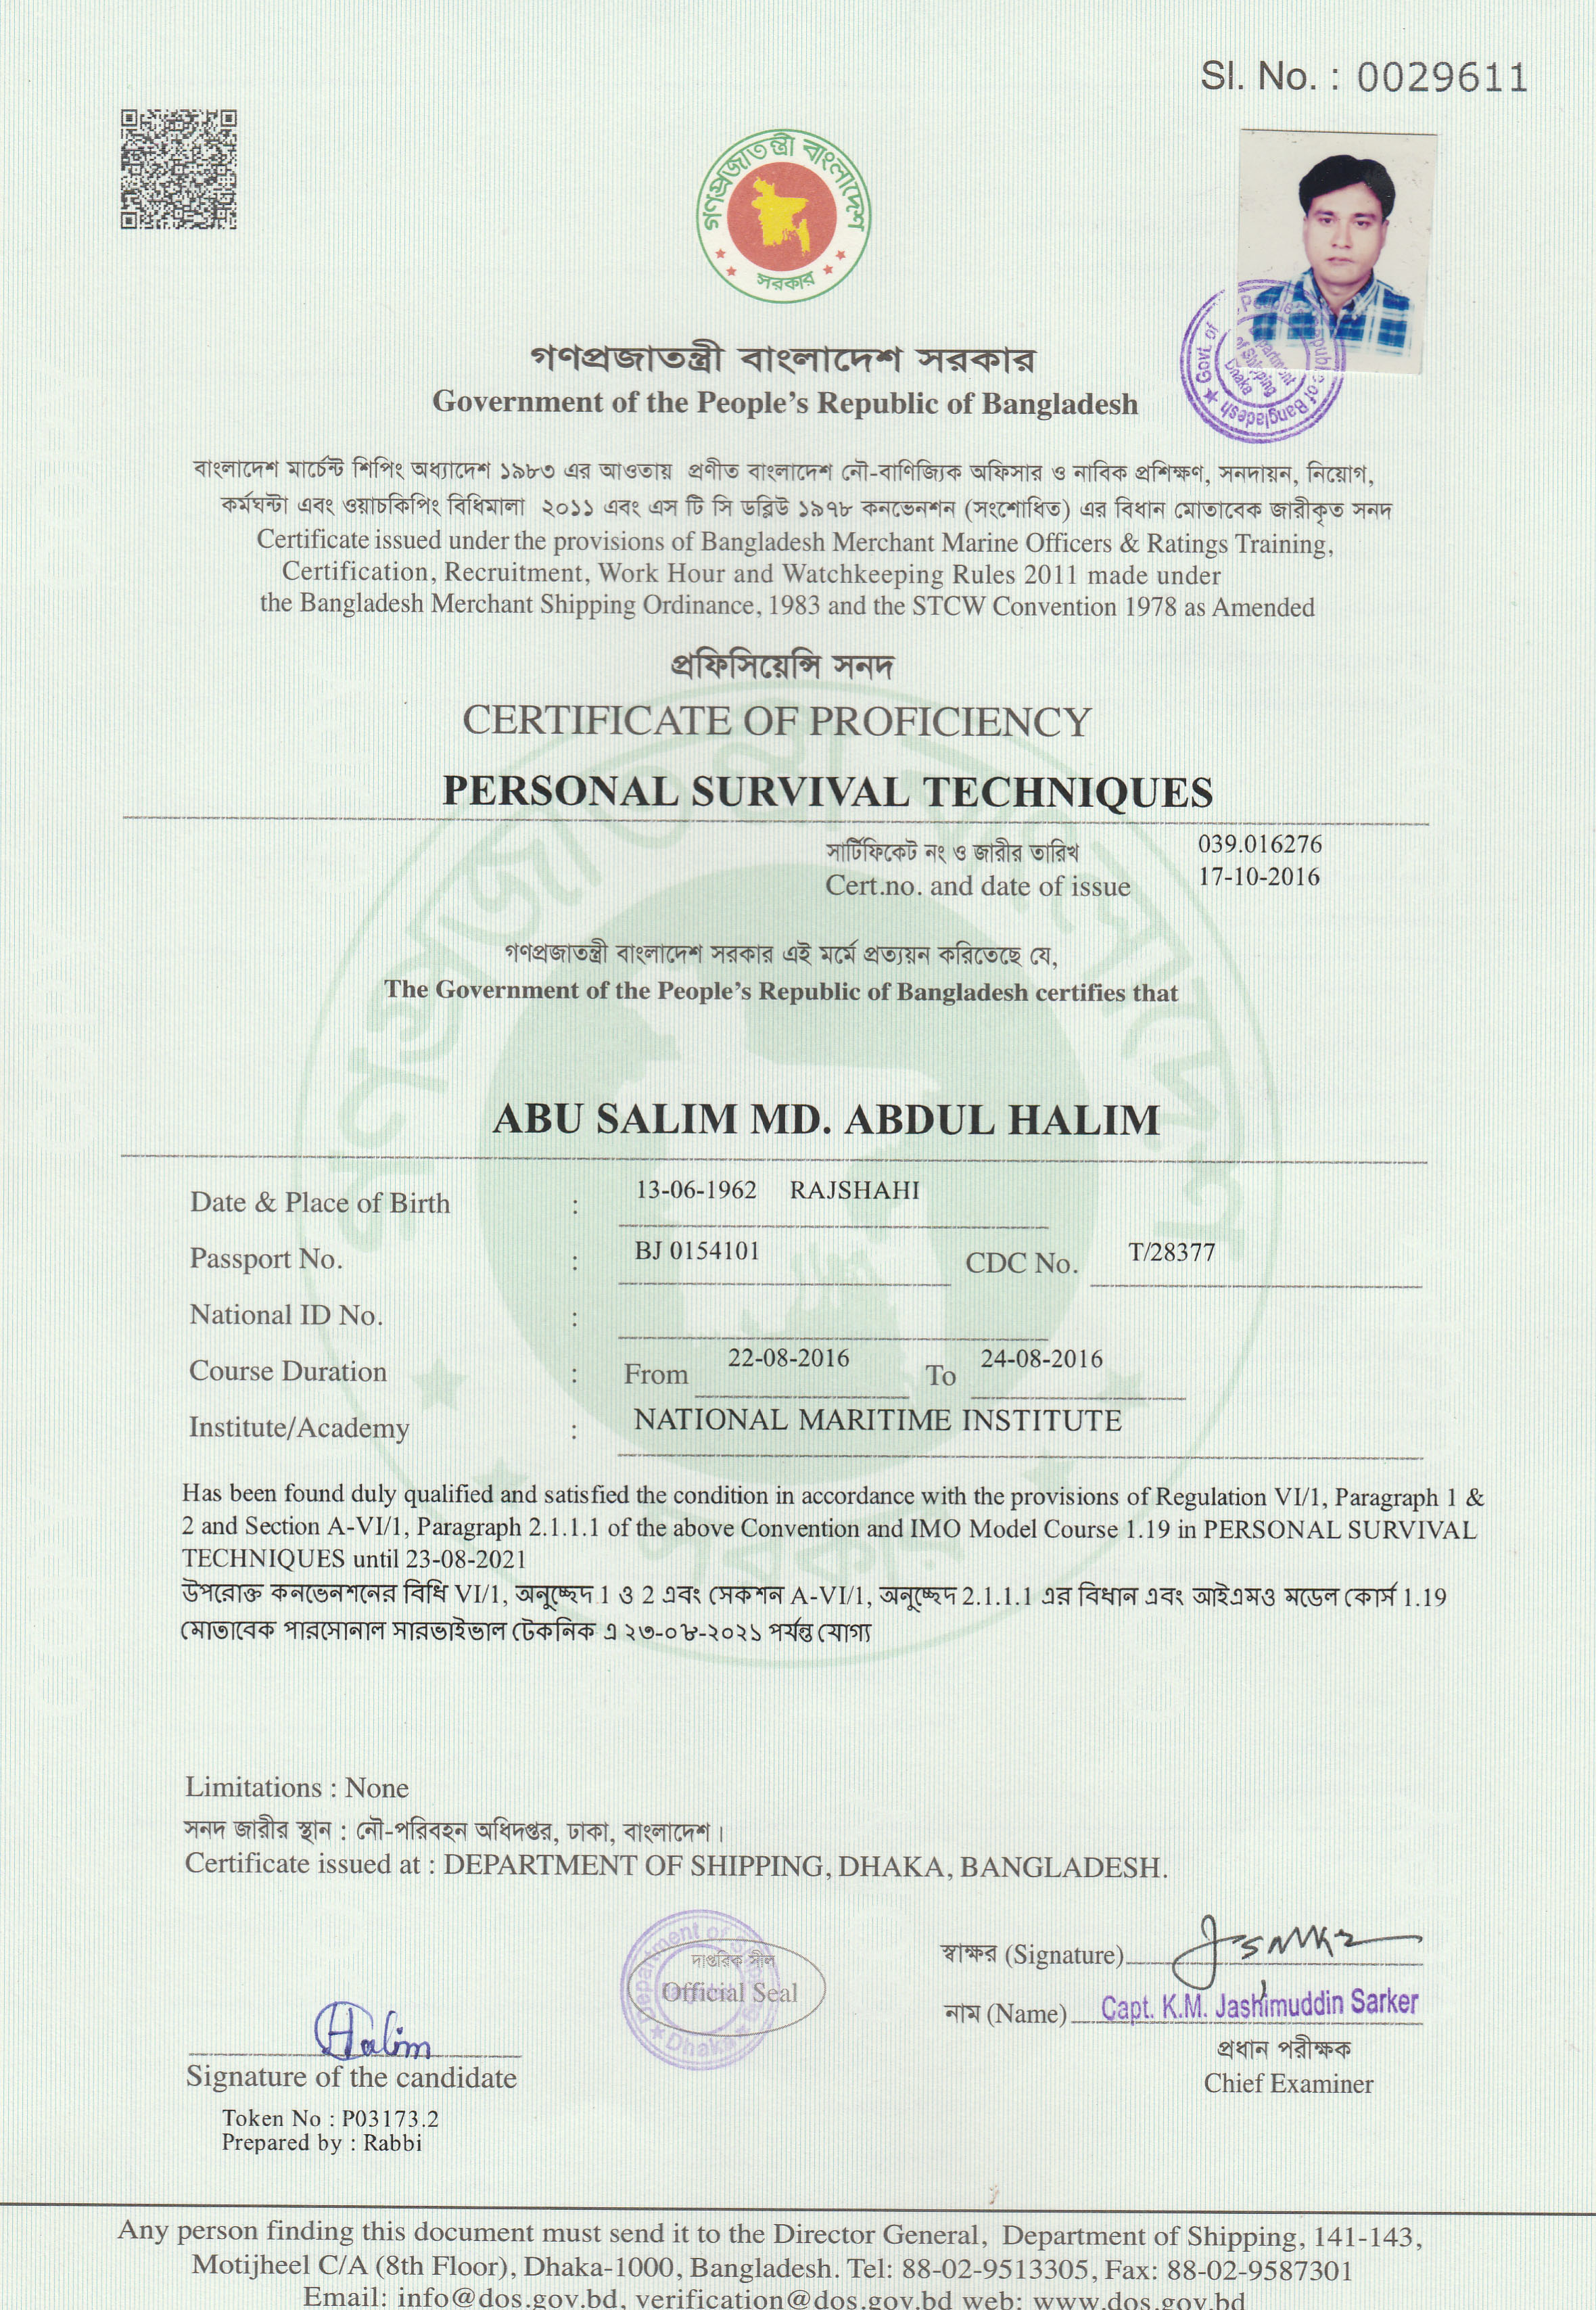 Sl. No. : 0029611
গণপ্রজাতন্ত্রী বাংলাদেশ
সরকার
Govt. of People's Republic of Bangladesh
Department of Shipping Dhaka
গণপ্রজাতন্ত্রী বাংলাদেশ সরকার
Government of the People's Republic of Bangladesh
বাংলাদেশ মার্চেন্ট শিপিং অধ্যাদেশ ১৯৮৩ এর আওতায় প্রণীত বাংলাদেশ নৌ-বাণিজ্যিক অফিসার ও নাবিক প্রশিক্ষণ, সনদায়ন, নিয়োগ,
কর্মঘন্টা এবং ওয়াচকিপিং বিধিমালা ২০১১ এবং এস টি সি ডব্লিউ ১৯৭৮ কনভেনশন (সংশোধিত) এর বিধান মোতাবেক জারীকৃত সনদ
Certificate issued under the provisions of Bangladesh Merchant Marine Officers & Ratings Training,
Certification, Recruitment, Work Hour and Watchkeeping Rules 2011 made under
the Bangladesh Merchant Shipping Ordinance, 1983 and the STCW Convention 1978 as Amended
প্রফিসিয়েন্সি সনদ
CERTIFICATE OF PROFICIENCY
PERSONAL SURVIVAL TECHNIQUES
সার্টিফিকেট নং ও জারীর তারিখ 039.016276
Cert.no. and date of issue 17-10-2016
গণপ্রজাতন্ত্রী বাংলাদেশ সরকার এই মর্মে প্রত্যয়ন করিতেছে যে,
The Government of the People's Republic of Bangladesh certifies that
ABU SALIM MD. ABDUL HALIM
Date & Place of Birth : 13-06-1962 RAJSHAHI
Passport No. : BJ 0154101 CDC No. T/28377
National ID No. :
Course Duration : From 22-08-2016 To 24-08-2016
Institute/Academy : NATIONAL MARITIME INSTITUTE
Has been found duly qualified and satisfied the condition in accordance with the provisions of Regulation VI/1, Paragraph 1 &
2 and Section A-VI/1, Paragraph 2.1.1.1 of the above Convention and IMO Model Course 1.19 in PERSONAL SURVIVAL
TECHNIQUES until 23-08-2021
উপরোক্ত কনভেনশনের বিধি VI/1, অনুচ্ছেদ 1 ও 2 এবং সেকশন A-VI/1, অনুচ্ছেদ 2.1.1.1 এর বিধান এবং আইএমও মডেল কোর্স 1.19
মোতাবেক পারসোনাল সারভাইভাল টেকনিক এ ২৩-০৮-২০২১ পর্যন্ত যোগ্য
Limitations : None
সনদ জারীর স্থান : নৌ-পরিবহন অধিদপ্তর, ঢাকা, বাংলাদেশ।
Certificate issued at : DEPARTMENT OF SHIPPING, DHAKA, BANGLADESH.
দাপ্তরিক সীল
Official Seal
Department of Dhaka
স্বাক্ষর (Signature)
নাম (Name) Capt. K.M. Jashimuddin Sarker
প্রধান পরীক্ষক
Chief Examiner
Halim
Signature of the candidate
Token No : P03173.2
Prepared by : Rabbi
Any person finding this document must send it to the Director General, Department of Shipping, 141-143,
Motijheel C/A (8th Floor), Dhaka-1000, Bangladesh. Tel: 88-02-9513305, Fax: 88-02-9587301
Email: info@dos.gov.bd, verification@dos.gov.bd web: www.dos.gov.bd